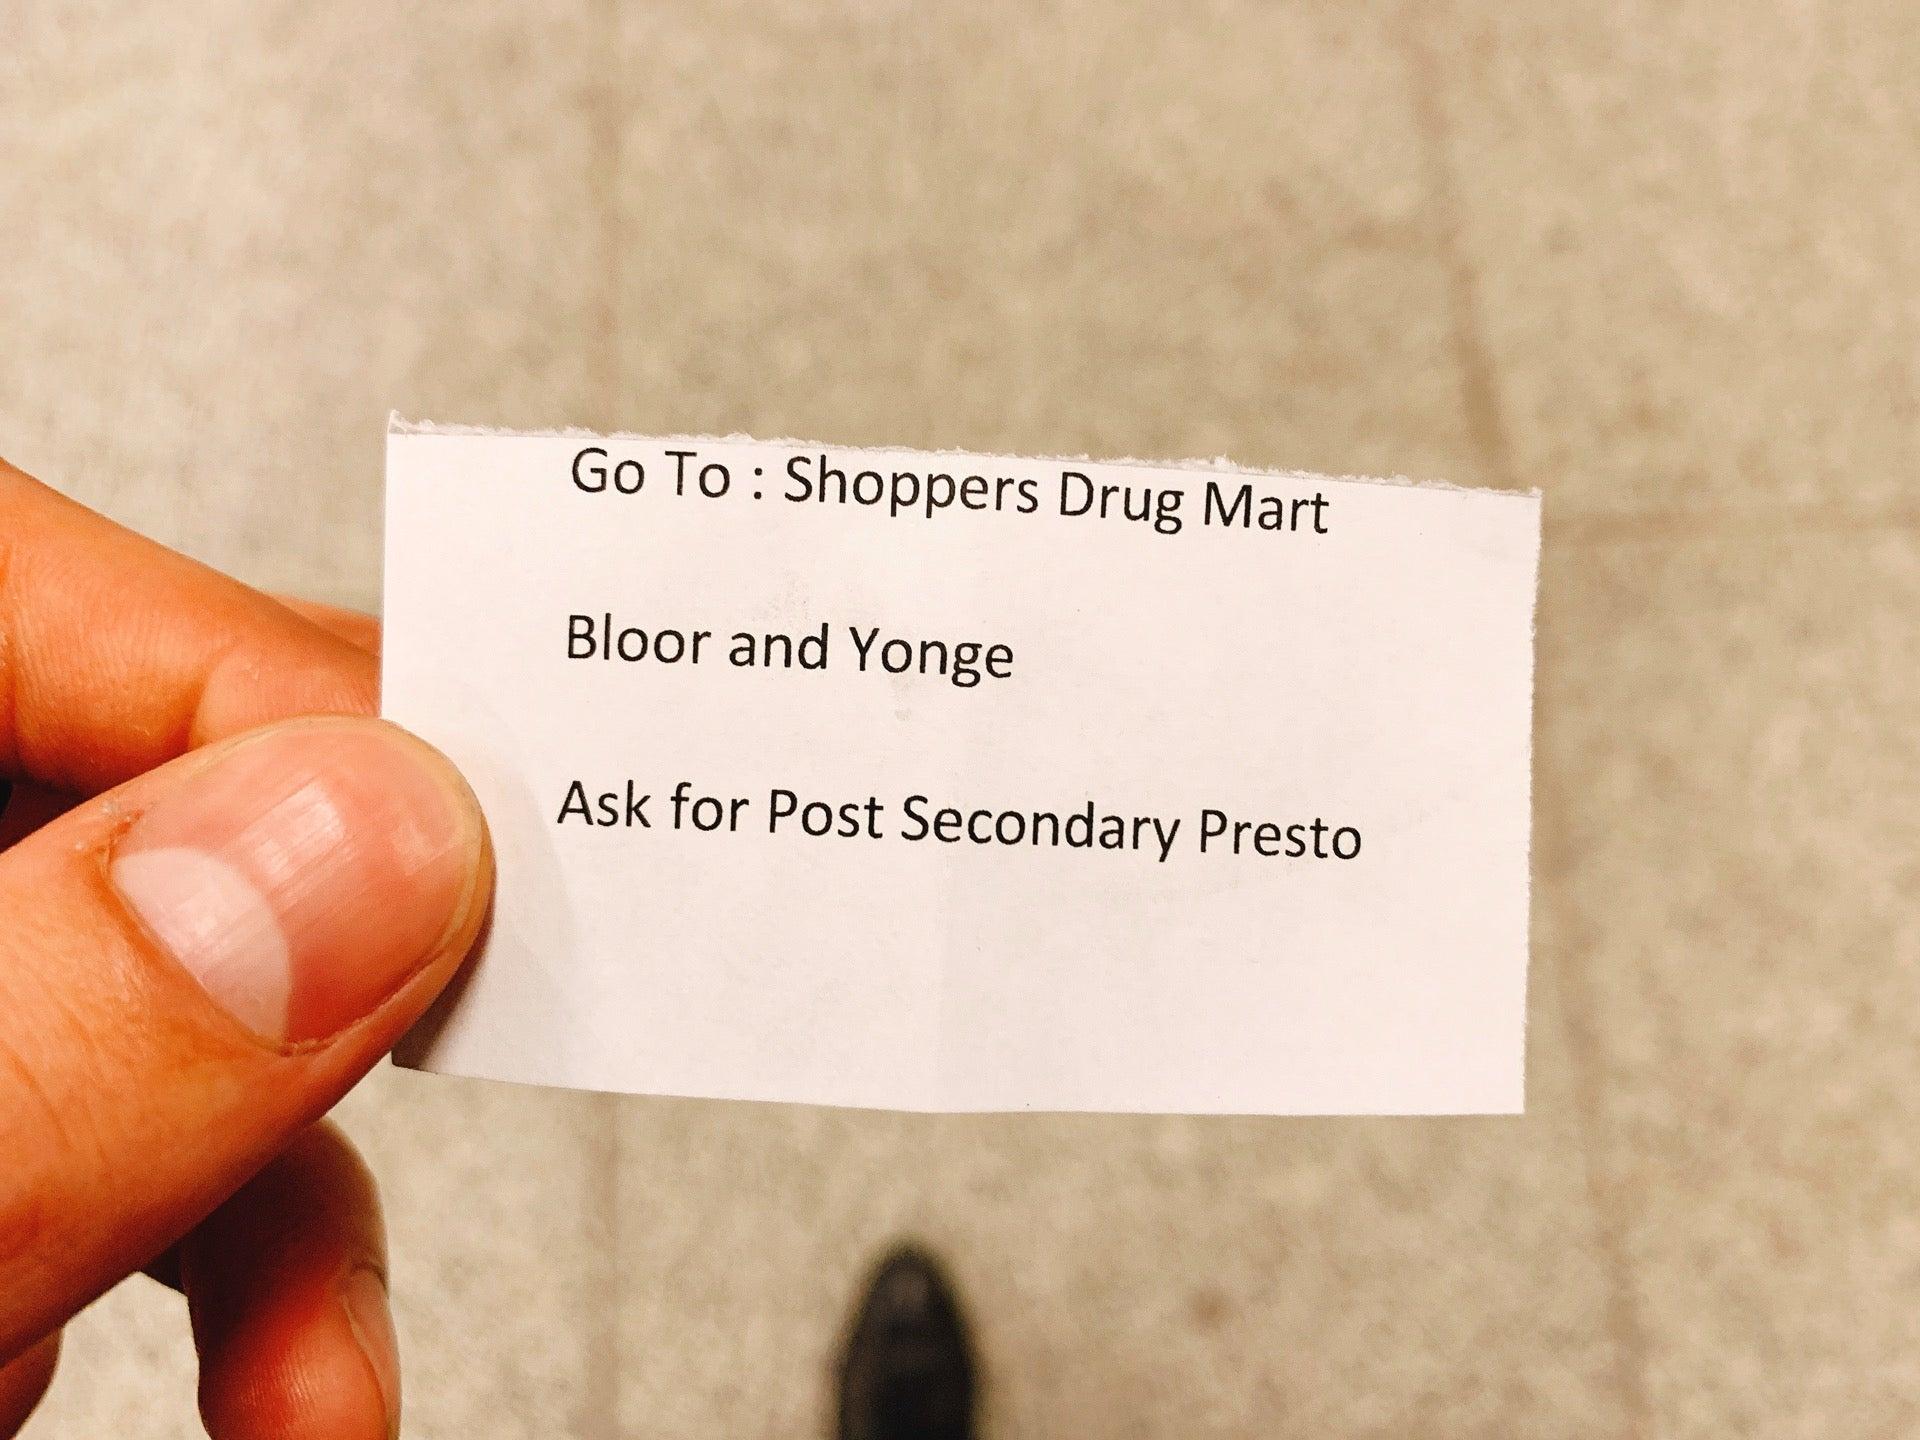 Go To : Shoppers Drug Mart
Bloor and Yonge
Ask for Post Secondary Presto